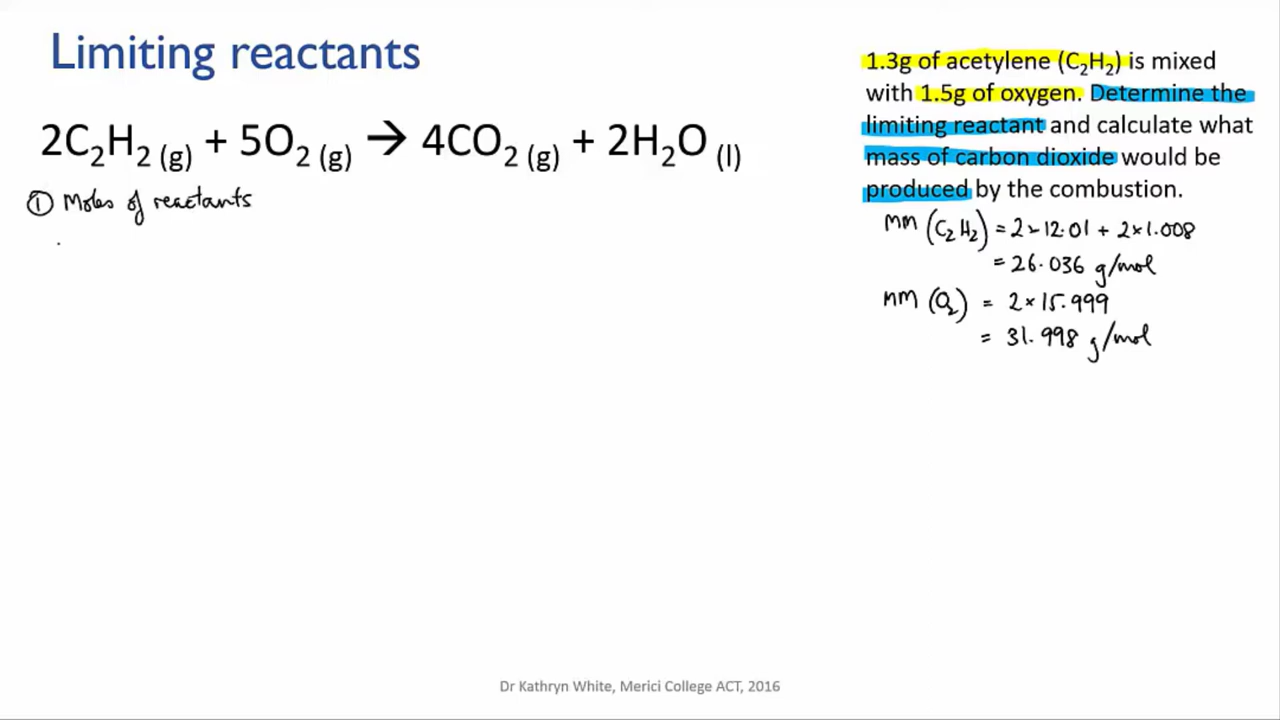 Limiting reactants
2C₂H₂ (g) + 5O₂ (g) → 4CO₂ (g) + 2H₂O (l)
① Moles of reactants
1.3g of acetylene (C₂H₂) is mixed
with 1.5g of oxygen. Determine the
limiting reactant and calculate what
mass of carbon dioxide would be
produced by the combustion.
MM (C₂H₂) = 2×12.01 + 2×1.008
= 26.036 g/mol
MM (O₂) = 2×15.999
= 31.998 g/mol
Dr Kathryn White, Merici College ACT, 2016